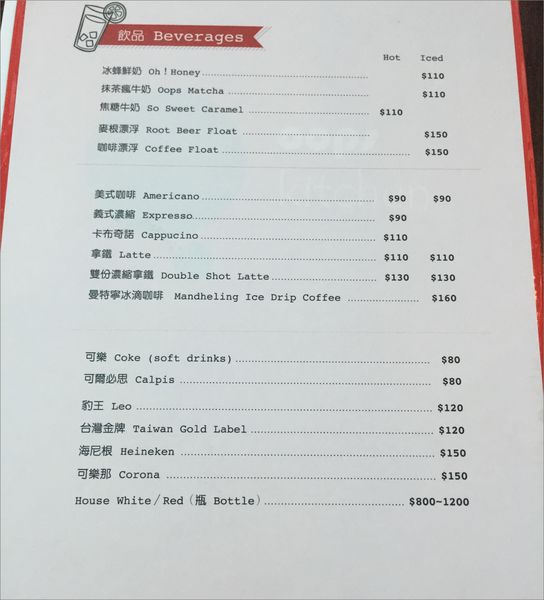 飲品 Beverages
Hot Iced
冰蜂鮮奶 Oh!Honey $110
抹茶瘋牛奶 Oops Matcha $110
焦糖牛奶 So Sweet Caramel $110
麥根漂浮 Root Beer Float $150
咖啡漂浮 Coffee Float $150
美式咖啡 Americano $90 $90
義式濃縮 Expresso $90
卡布奇諾 Cappucino $110
拿鐵 Latte $110 $110
雙份濃縮拿鐵 Double Shot Latte $130 $130
曼特寧冰滴咖啡 Mandheling Ice Drip Coffee $160
可樂 Coke (soft drinks) $80
可爾必思 Calpis $80
豹王 Leo $120
台灣金牌 Taiwan Gold Label $120
海尼根 Heineken $150
可樂那 Corona $150
House White/Red(瓶 Bottle) $800~1200